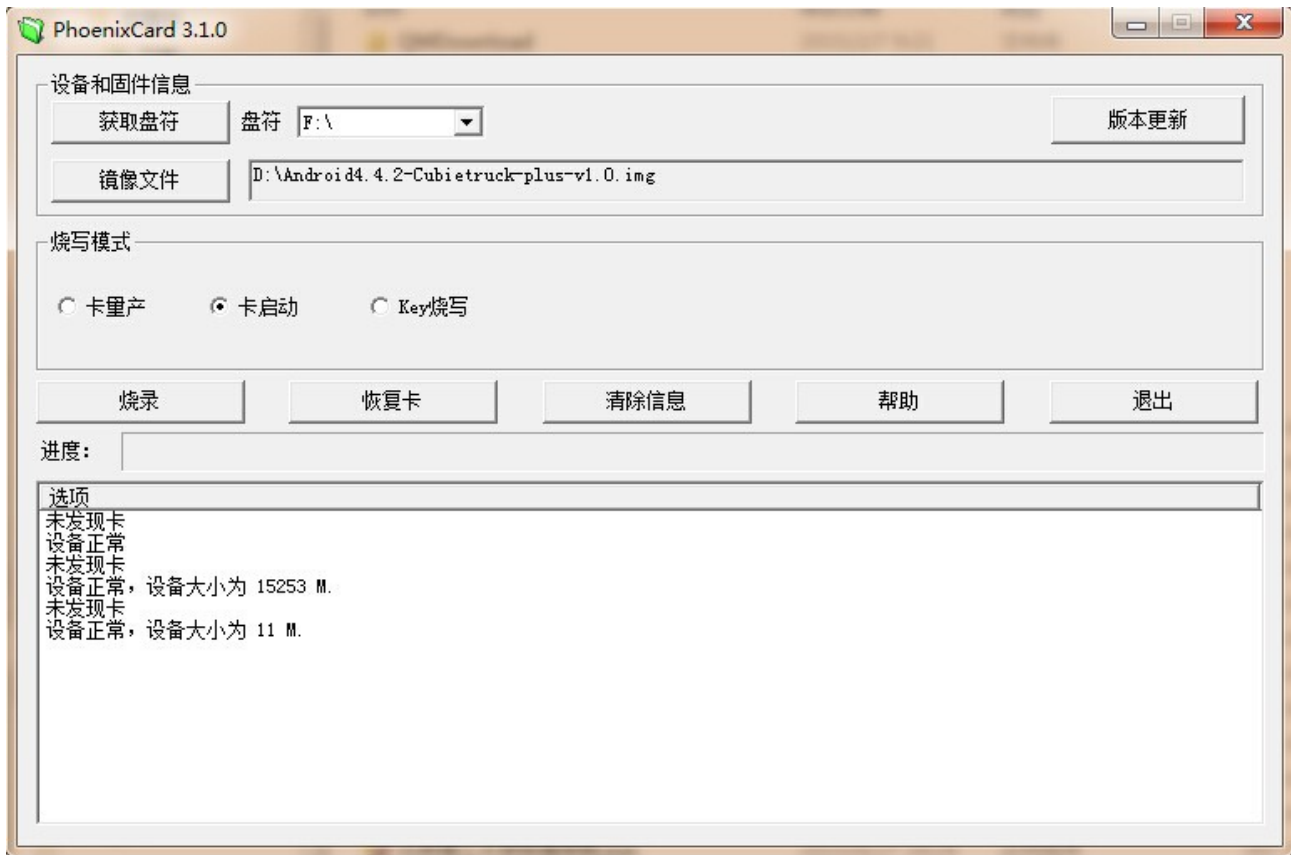 PhoenixCard 3.1.0
设备和固件信息
获取盘符 盘符 F:\ 版本更新
镜像文件 D:\Android4.4.2-Cubietruck-plus-v1.0.img
烧写模式
卡量产 卡启动 Key烧写
烧录 恢复卡 清除信息 帮助 退出
进度:
选项
未发现卡
设备正常
未发现卡
设备正常，设备大小为 15253 M.
未发现卡
设备正常，设备大小为 11 M.